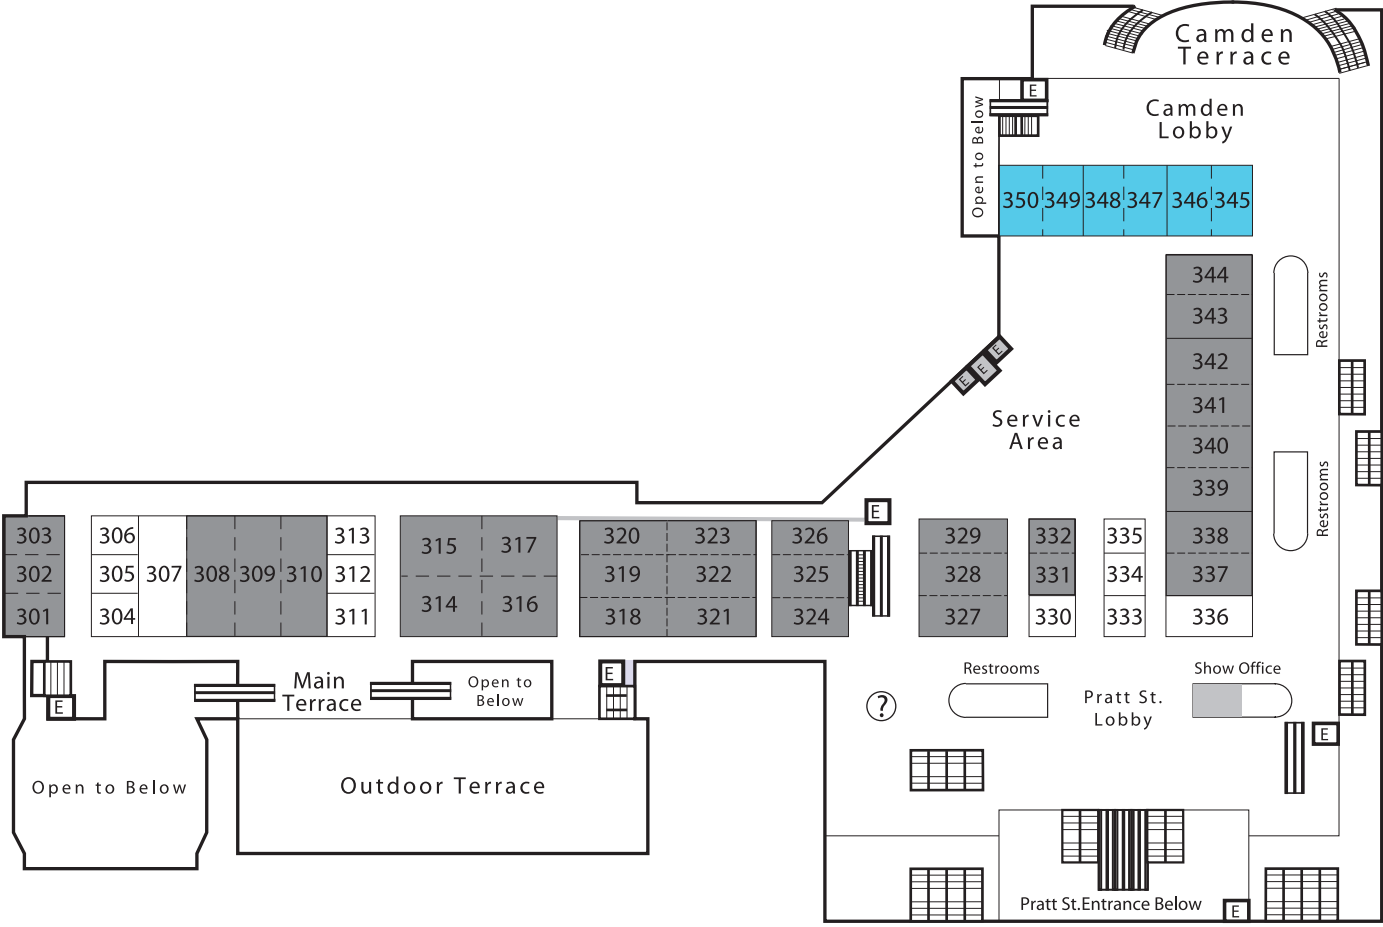 Camden
Terrace
E
Camden
Lobby
Open to Below
350 349 348 347 346 345
344
343
342
341
340
339
338
337
336
Restrooms
Restrooms
E
E
E
Service
Area
E
303
302
301
306
305
304
307
308
309
310
313
312
311
315
317
314
316
320
323
319
322
318
321
326
325
324
329
328
327
332
331
330
335
334
333
E
Main
Terrace
Open to
Below
E
Restrooms
Show Office
?
Pratt St.
Lobby
E
Open to Below
Outdoor Terrace
Pratt St.Entrance Below
E